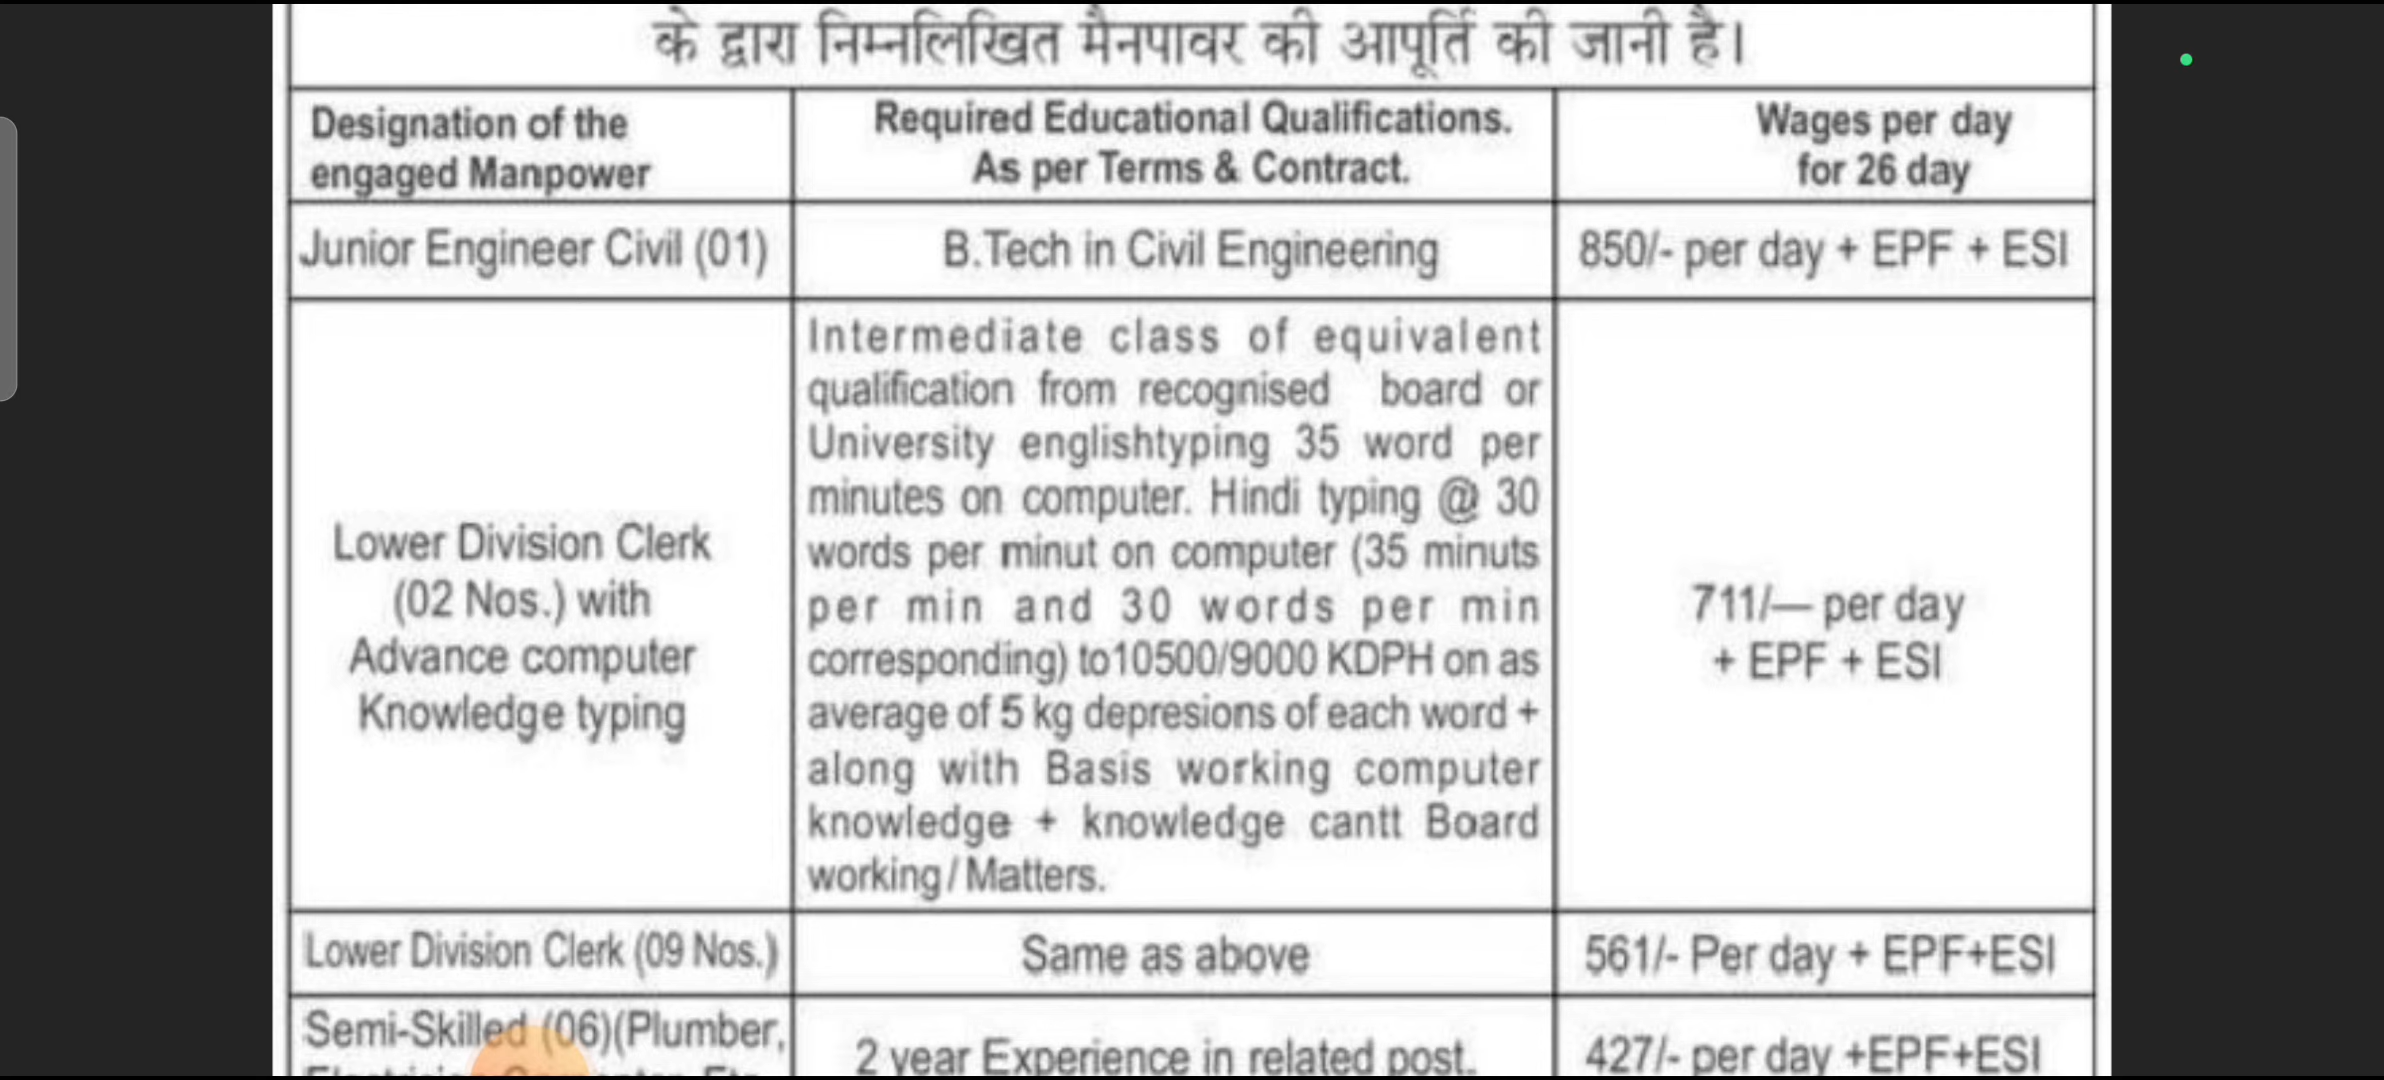 के द्वारा निम्नलिखित मैनपावर की आपूर्ति की जानी है।
Designation of the
engaged Manpower
Required Educational Qualifications.
As per Terms & Contract.
Wages per day
for 26 day
Junior Engineer Civil (01)
B.Tech in Civil Engineering
850/- per day + EPF + ESI
Lower Division Clerk
(02 Nos.) with
Advance computer
Knowledge typing
Intermediate class of equivalent
qualification from recognised board or
University englishtyping 35 word per
minutes on computer. Hindi typing @ 30
words per minut on computer (35 minuts
per min and 30 words per min
corresponding) to10500/9000 KDPH on as
average of 5 kg depresions of each word +
along with Basis working computer
knowledge + knowledge cantt Board
working/Matters.
711/— per day
+ EPF + ESI
Lower Division Clerk (09 Nos.)
Same as above
561/- Per day + EPF+ESI
Semi-Skilled (06)(Plumber,
2 year Experience in related post.
427/- per day +EPF+ESI